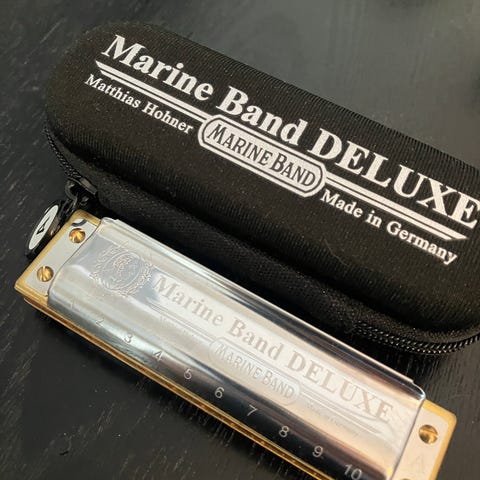 Marine Band DELUXE
Matthias Hohner
MARINE BAND
Made in Germany
Marine Band DELUXE
MARINE BAND
1 2 3 4 5 6 7 8 9 10
A